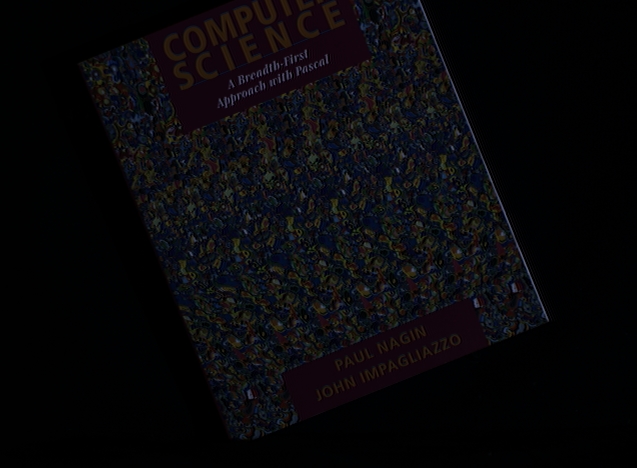 COMPUTER
SCIENCE
A Breadth-First
Approach with Pascal
PAUL NAGIN
JOHN IMPAGLIAZZO